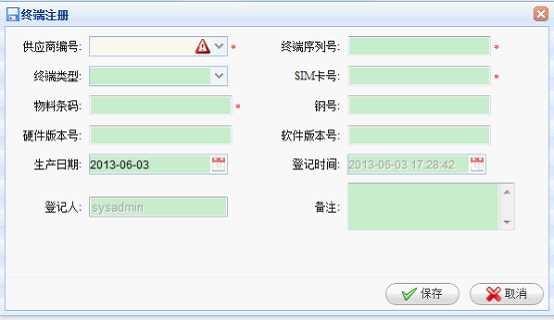 终端注册
供应商编号: * 终端序列号: *
终端类型: SIM卡号: *
物料条码: * 钢号:
硬件版本号: 软件版本号:
生产日期: 2013-06-03 登记时间: 2013-06-03 17:28:42
登记人: sysadmin 备注:
保存 取消